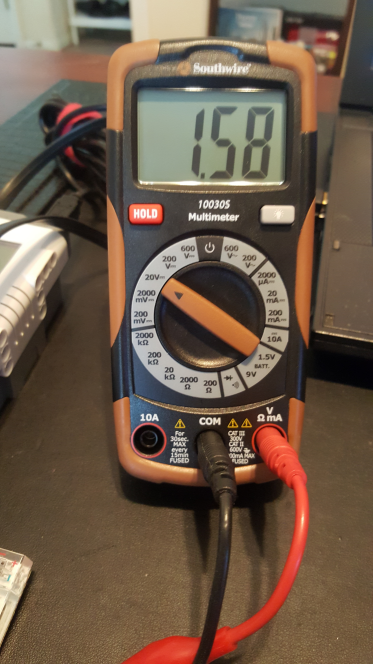 Southwire
1.58
HOLD
10030S
Multimeter
600 V~
200 V~
2000 µA⎓
20 mA⎓
200 mA⎓
10A
1.5V
BATT.
9V
200 Ω
2000 Ω
20 kΩ
200 kΩ
2000 kΩ
200 mV⎓
2000 mV⎓
20V⎓
200 V⎓
600 V⎓
10A
COM
V
Ω mA
For
30sec.
MAX
every
15min
FUSED
CAT III
300V
CAT II
600V
200mA MAX
FUSED